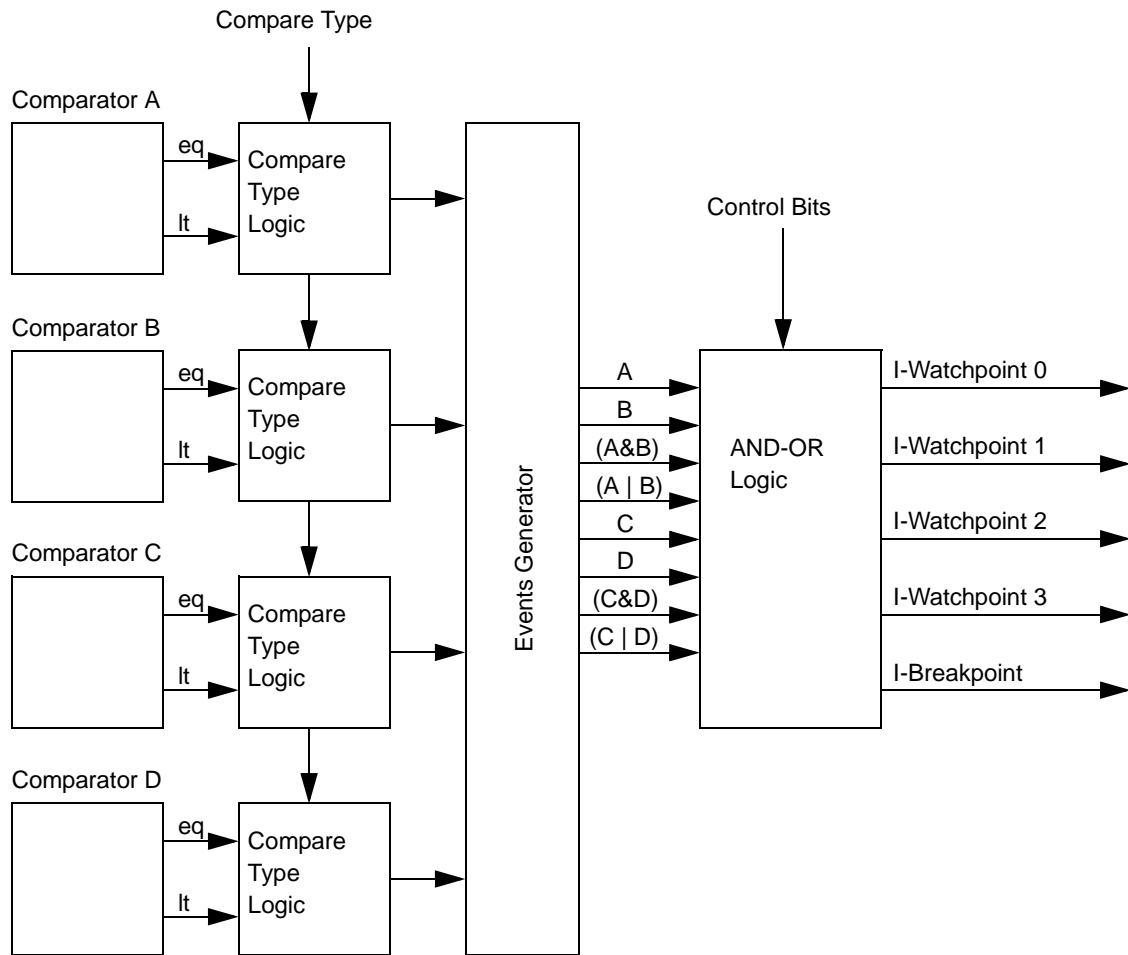 Compare Type
Comparator A
eq
lt
Compare
Type
Logic
Control Bits
Comparator B
eq
lt
Compare
Type
Logic
Comparator C
eq
lt
Compare
Type
Logic
Comparator D
eq
lt
Compare
Type
Logic
Events Generator
A
B
(A&B)
(A | B)
C
D
(C&D)
(C | D)
AND-OR
Logic
I-Watchpoint 0
I-Watchpoint 1
I-Watchpoint 2
I-Watchpoint 3
I-Breakpoint